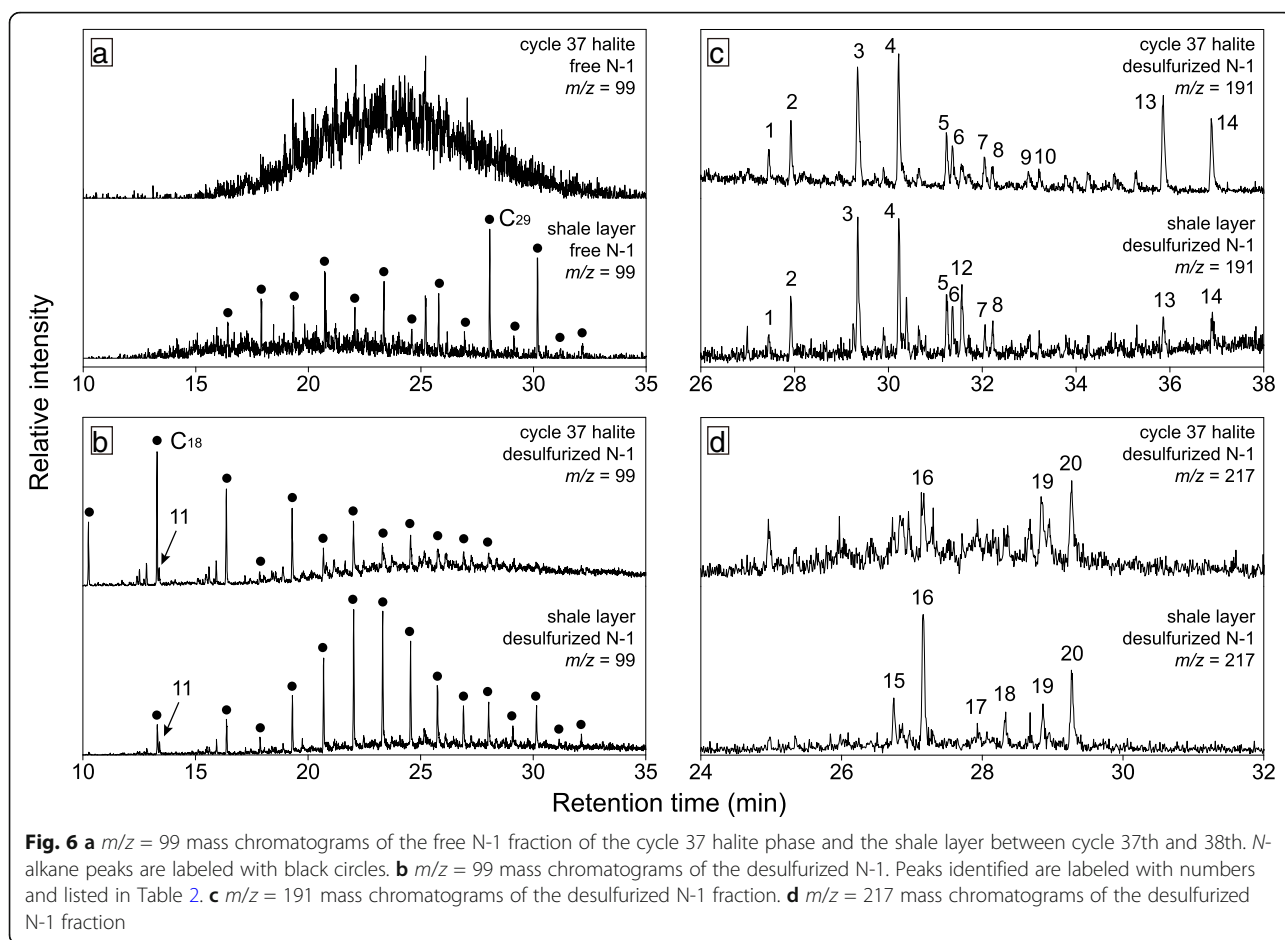 Relative intensity
a
cycle 37 halite
free N-1
m/z = 99
C29
shale layer
free N-1
m/z = 99
10 15 20 25 30 35
b
cycle 37 halite
desulfurized N-1
m/z = 99
C18
11
shale layer
desulfurized N-1
m/z = 99
11
10 15 20 25 30 35
c
cycle 37 halite
desulfurized N-1
m/z = 191
1 2 3 4 5 6 7 8 9 10 13 14
shale layer
desulfurized N-1
m/z = 191
1 2 3 4 5 6 12 7 8 13 14
26 28 30 32 34 36 38
d
cycle 37 halite
desulfurized N-1
m/z = 217
16 19 20
shale layer
desulfurized N-1
m/z = 217
15 16 17 18 19 20
24 26 28 30 32
Retention time (min)
Fig. 6 a m/z = 99 mass chromatograms of the free N-1 fraction of the cycle 37 halite phase and the shale layer between cycle 37th and 38th. N-
alkane peaks are labeled with black circles. b m/z = 99 mass chromatograms of the desulfurized N-1. Peaks identified are labeled with numbers
and listed in Table 2. c m/z = 191 mass chromatograms of the desulfurized N-1 fraction. d m/z = 217 mass chromatograms of the desulfurized
N-1 fraction